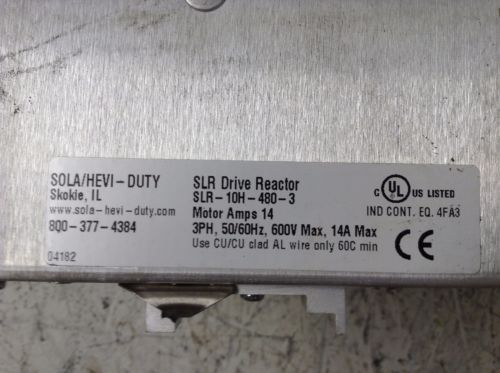 SOLA/HEVI-DUTY
Skokie, IL
www.sola-hevi-duty.com
800-377-4384
04182
SLR Drive Reactor
SLR-10H-480-3
Motor Amps 14
3PH, 50/60Hz, 600V Max, 14A Max
Use CU/CU clad AL wire only 60C min
C UL US LISTED
IND CONT. EQ. 4FA3
CE